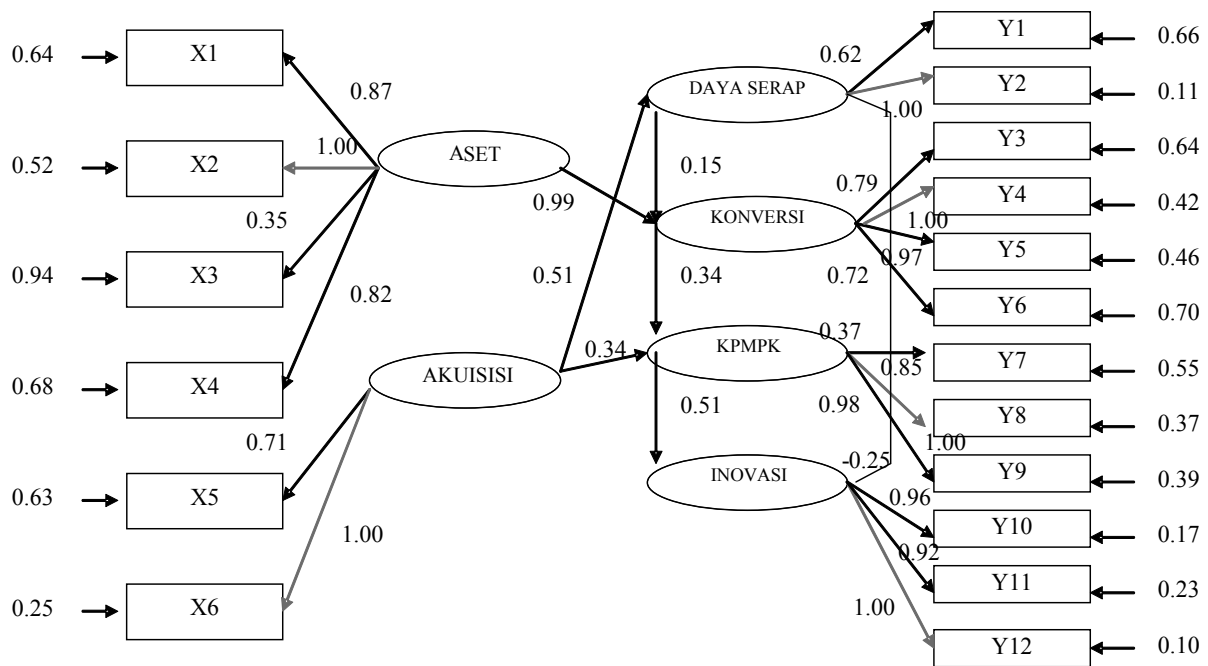 0.64
X1
0.87
0.52
X2
1.00
0.94
X3
0.35
0.68
X4
0.82
0.63
X5
0.71
0.25
X6
1.00
ASET
0.99
AKUISISI
0.51
0.34
DAYA SERAP
0.15
KONVERSI
0.34
KPMPK
0.51
INOVASI
-0.25
0.37
0.62
1.00
0.79
1.00
0.97
0.72
0.85
1.00
0.98
0.96
0.92
1.00
Y1
0.66
Y2
0.11
Y3
0.64
Y4
0.42
Y5
0.46
Y6
0.70
Y7
0.55
Y8
0.37
Y9
0.39
Y10
0.17
Y11
0.23
Y12
0.10